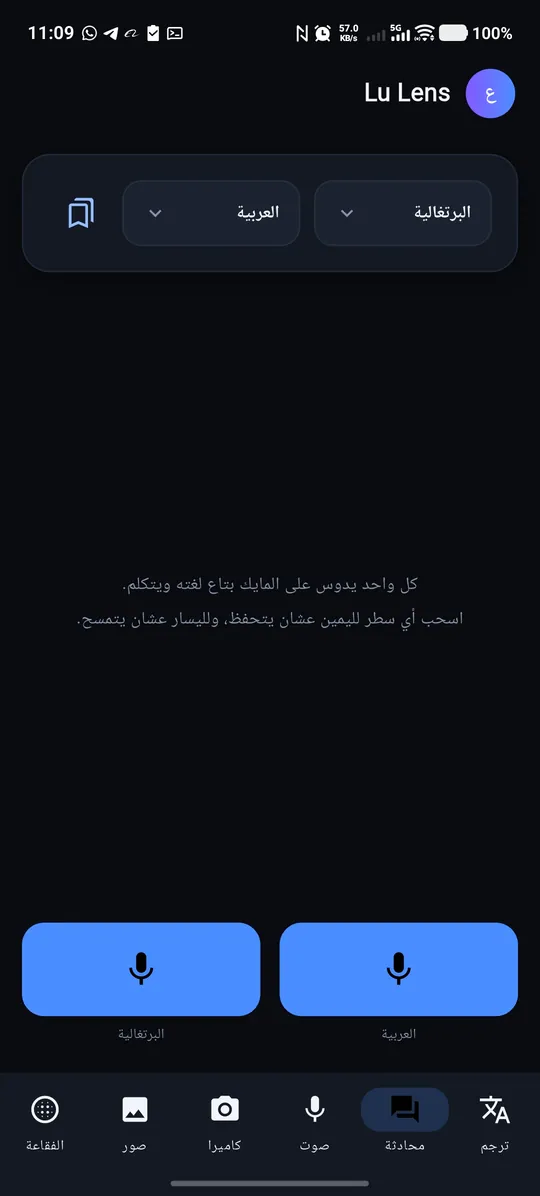 11:09
57.0 KB/s
5G
100%
Lu Lens
ع
البرتغالية
العربية
كل واحد يدوس على المايك بتاع لغته ويتكلم.
اسحب أي سطر لليمين عشان يتحفظ، ولليسار عشان يتمسح.
العربية
البرتغالية
ترجم
محادثة
صوت
كاميرا
صور
الفقاعة